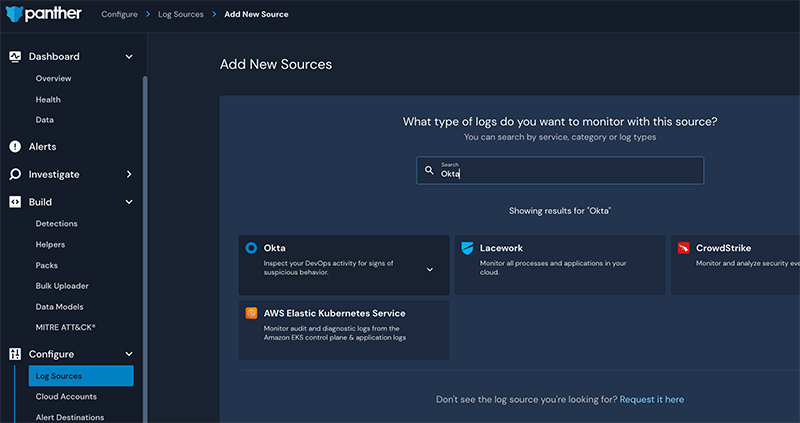 panther
Configure > Log Sources > Add New Source
Dashboard
Overview
Health
Data
Alerts
Investigate
Build
Detections
Helpers
Packs
Bulk Uploader
Data Models
MITRE ATT&CK®
Configure
Log Sources
Cloud Accounts
Alert Destinations
Add New Sources
What type of logs do you want to monitor with this source?
You can search by service, category or log types
Search
Okta
Showing results for "Okta"
Okta
Inspect your DevOps activity for signs of
suspicious behavior.
Lacework
Monitor all processes and applications in your
cloud.
CrowdStrike
Monitor and analyze security eve
AWS Elastic Kubernetes Service
Monitor audit and diagnostic logs from the
Amazon EKS control plane & application logs
Don't see the log source you're looking for? Request it here